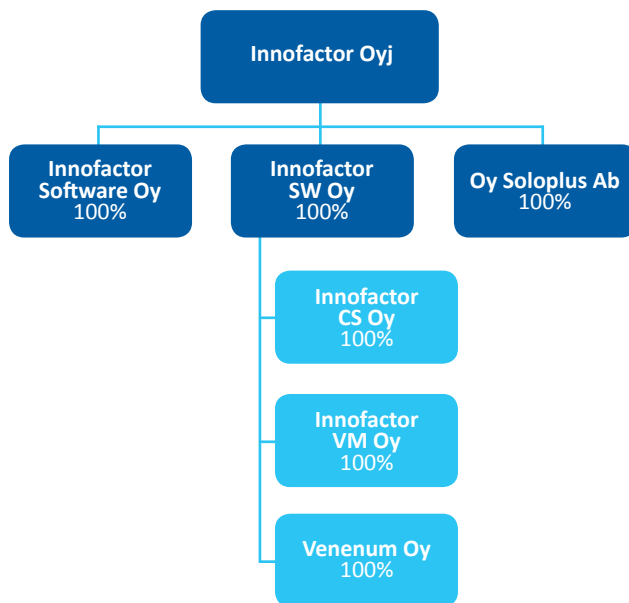 Innofactor Oyj
Innofactor
Software Oy
100%
Innofactor
SW Oy
100%
Oy Soloplus Ab
100%
Innofactor
CS Oy
100%
Innofactor
VM Oy
100%
Venenum Oy
100%